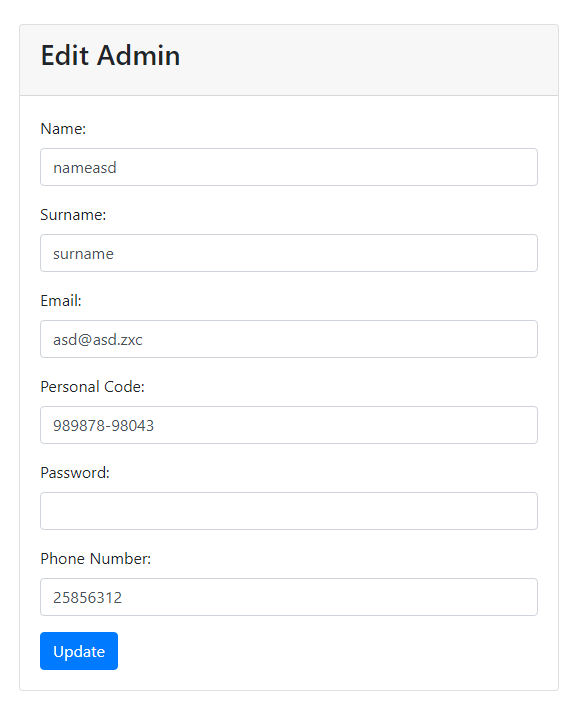 Edit Admin
Name:
nameasd
Surname:
surname
Email:
asd@asd.zxc
Personal Code:
989878-98043
Password:
Phone Number:
25856312
Update